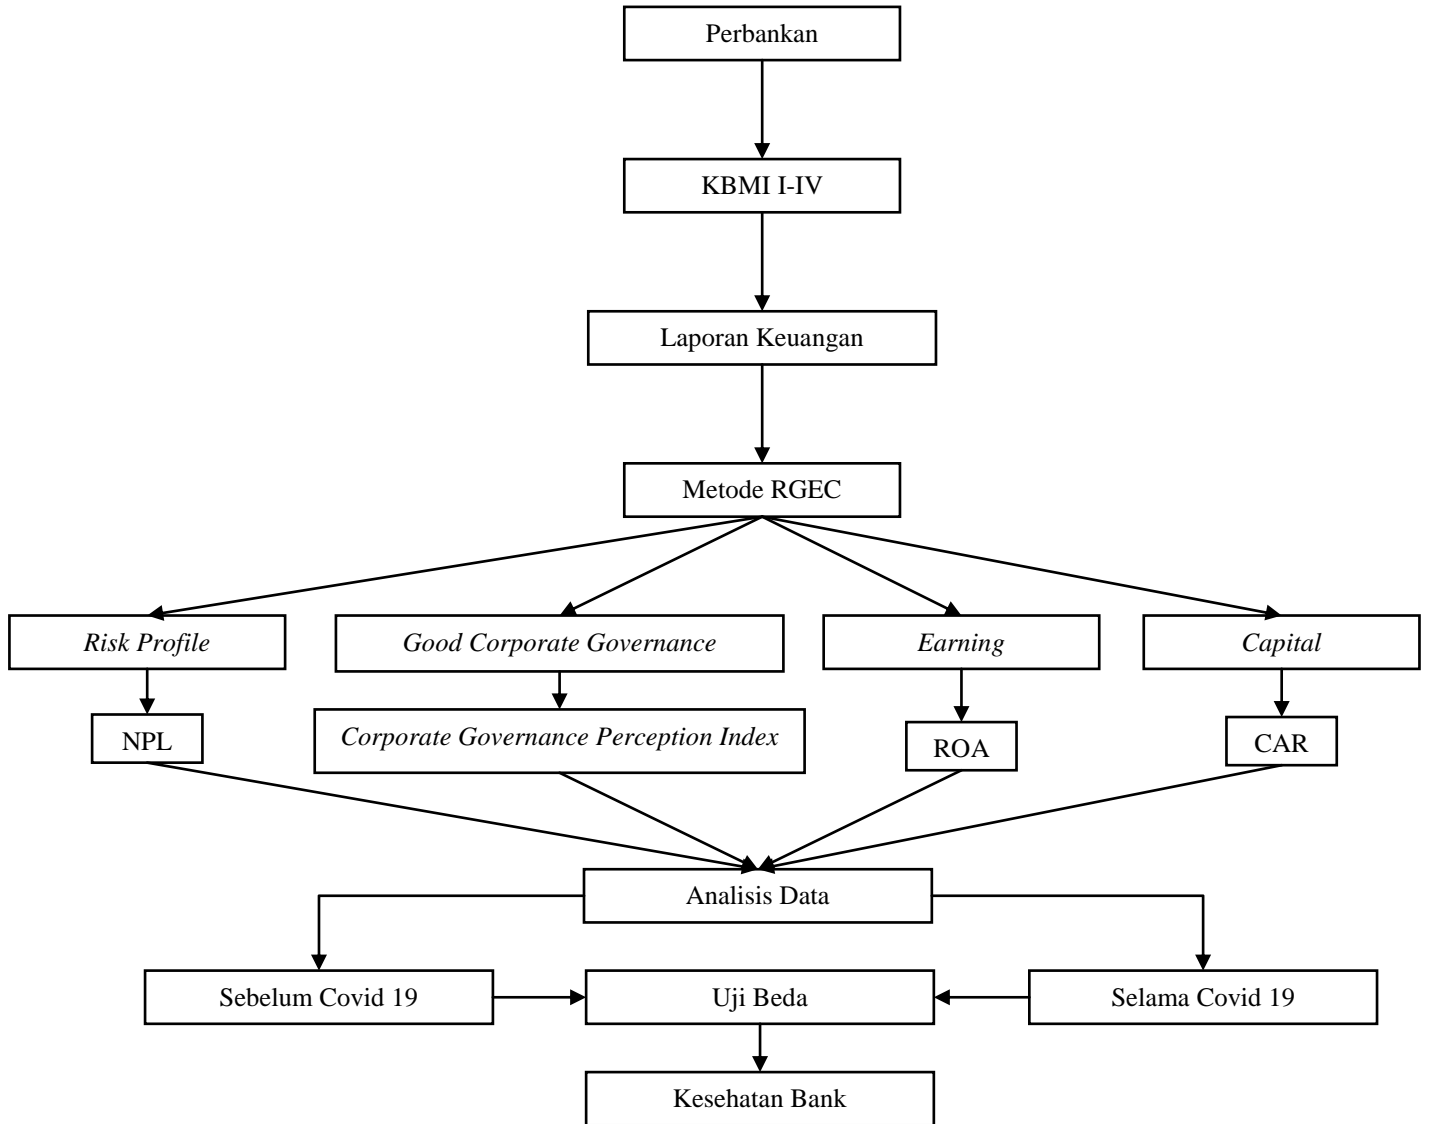 Perbankan
KBMI I-IV
Laporan Keuangan
Metode RGEC
Risk Profile
Good Corporate Governance
Earning
Capital
NPL
Corporate Governance Perception Index
ROA
CAR
Analisis Data
Sebelum Covid 19
Uji Beda
Selama Covid 19
Kesehatan Bank